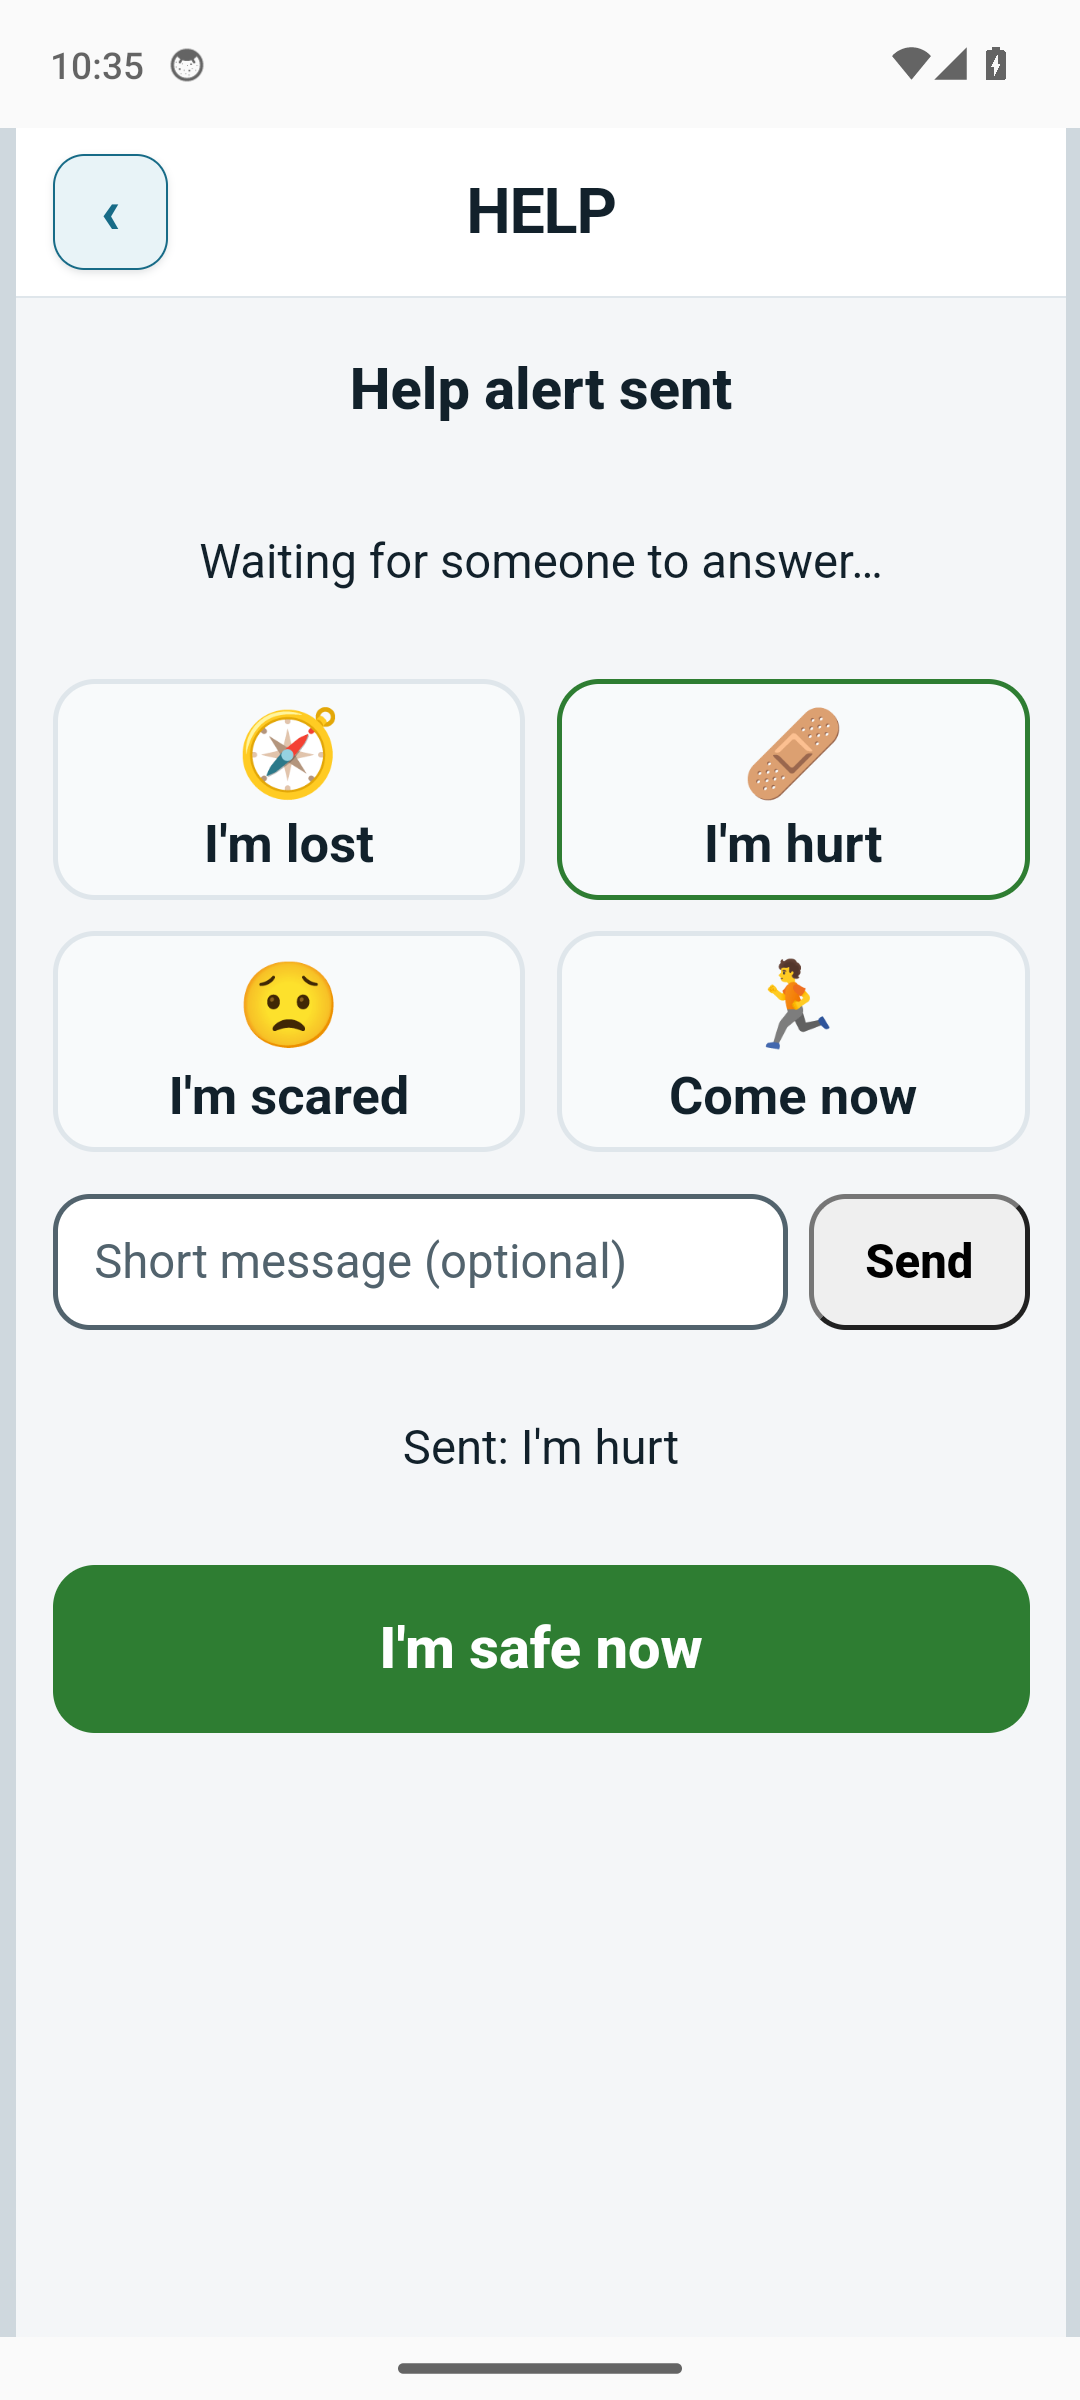 10:35
‹
HELP
Help alert sent
Waiting for someone to answer…
I'm lost
I'm hurt
I'm scared
Come now
Short message (optional)
Send
Sent: I'm hurt
I'm safe now